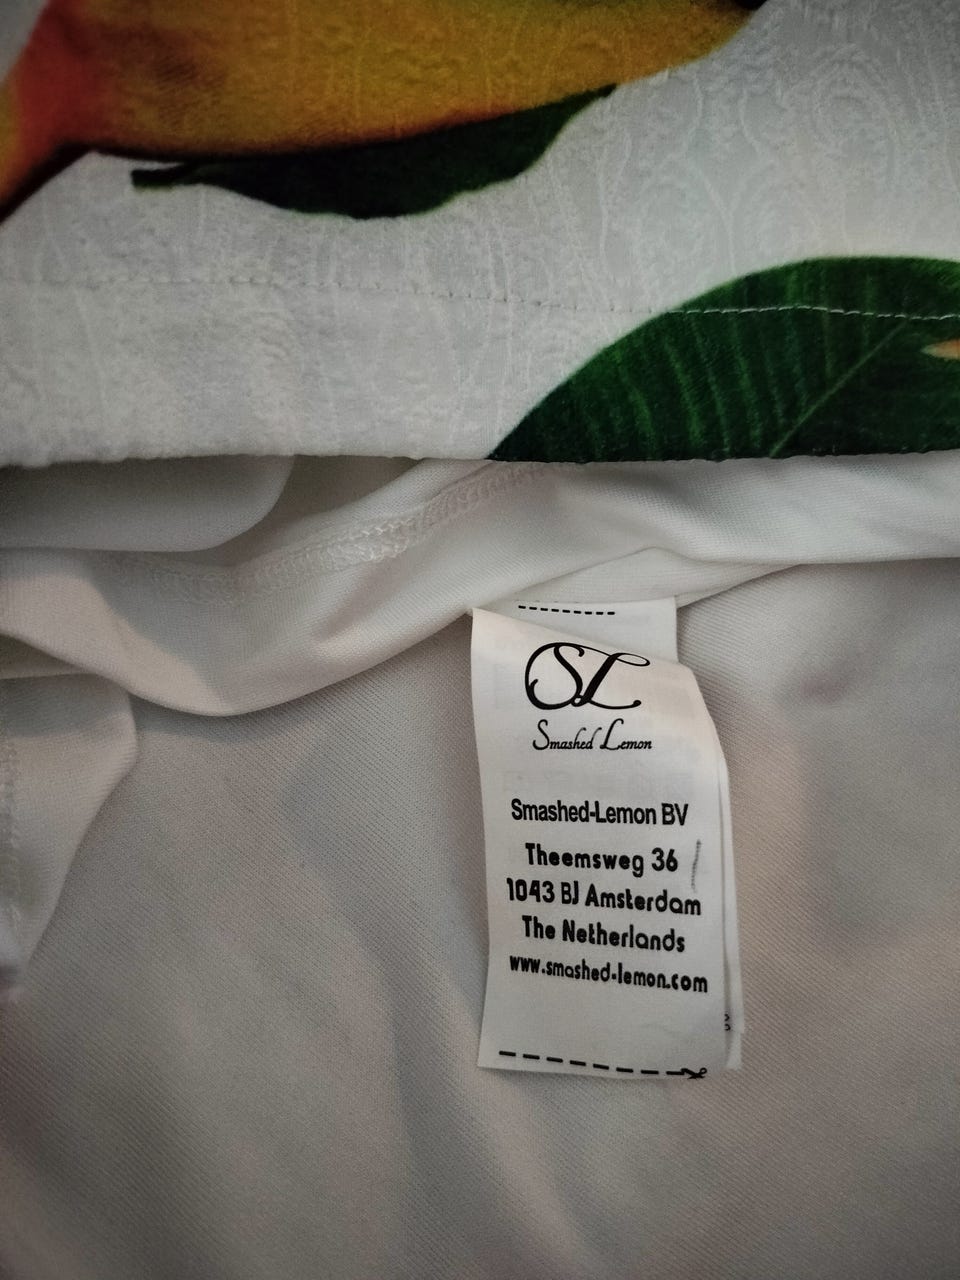 SL
Smashed Lemon
Smashed-Lemon BV
Theemsweg 36
1043 BJ Amsterdam
The Netherlands
www.smashed-lemon.com